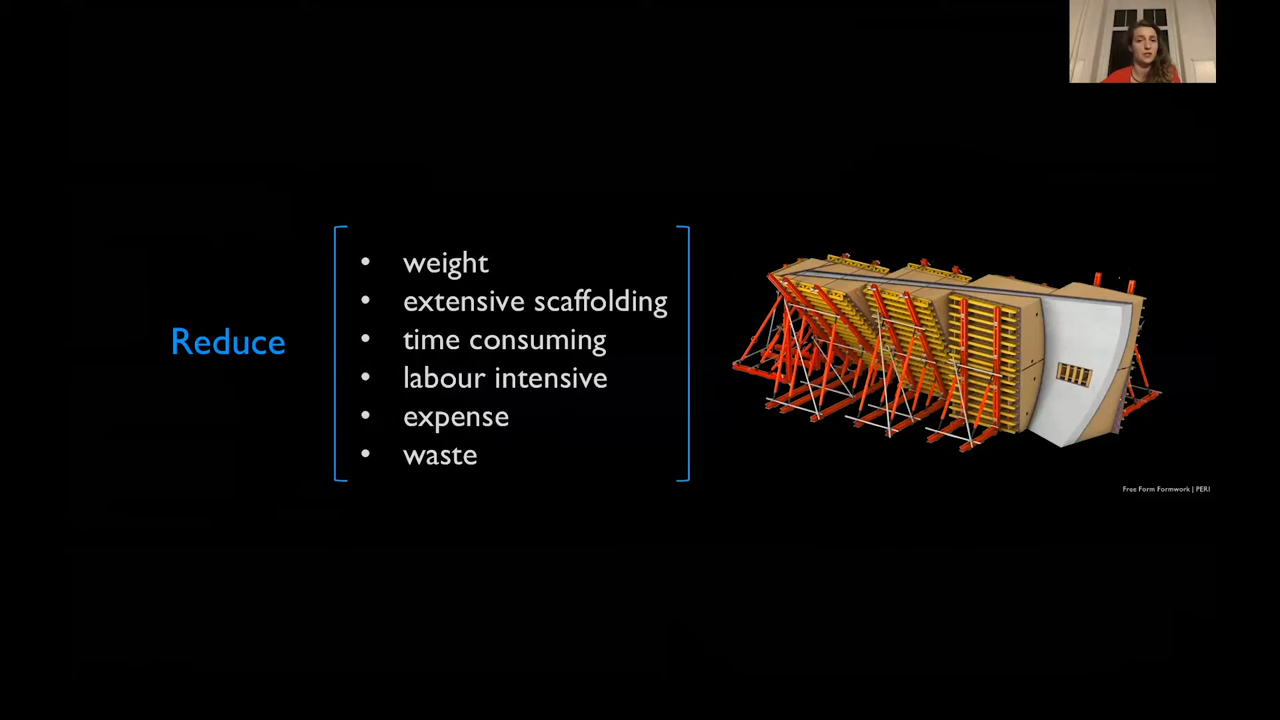 Reduce
• weight
• extensive scaffolding
• time consuming
• labour intensive
• expense
• waste
Free Form Formwork | PERI